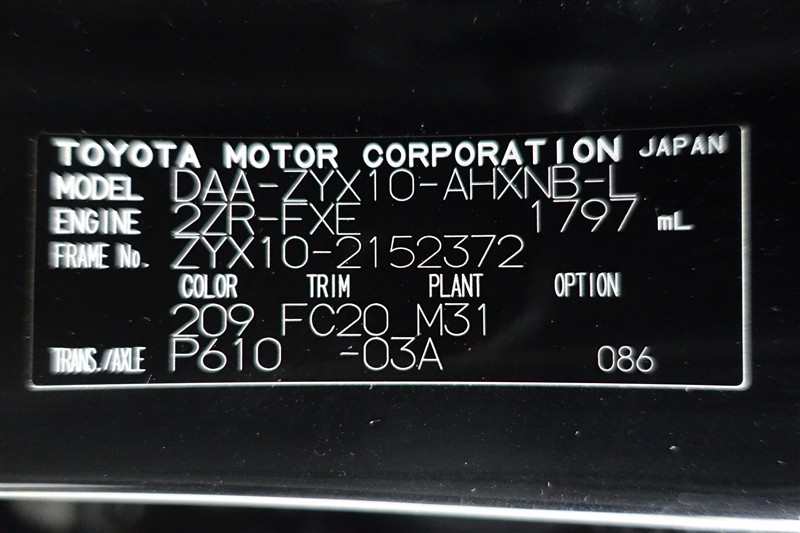 TOYOTA MOTOR CORPORATION JAPAN
MODEL DAA-ZYX10-AHXNB-L
ENGINE 2ZR-FXE 1797 mL
FRAME No. ZYX10-2152372
COLOR TRIM PLANT OPTION
209 FC20 M31
TRANS./AXLE P610 -03A 086